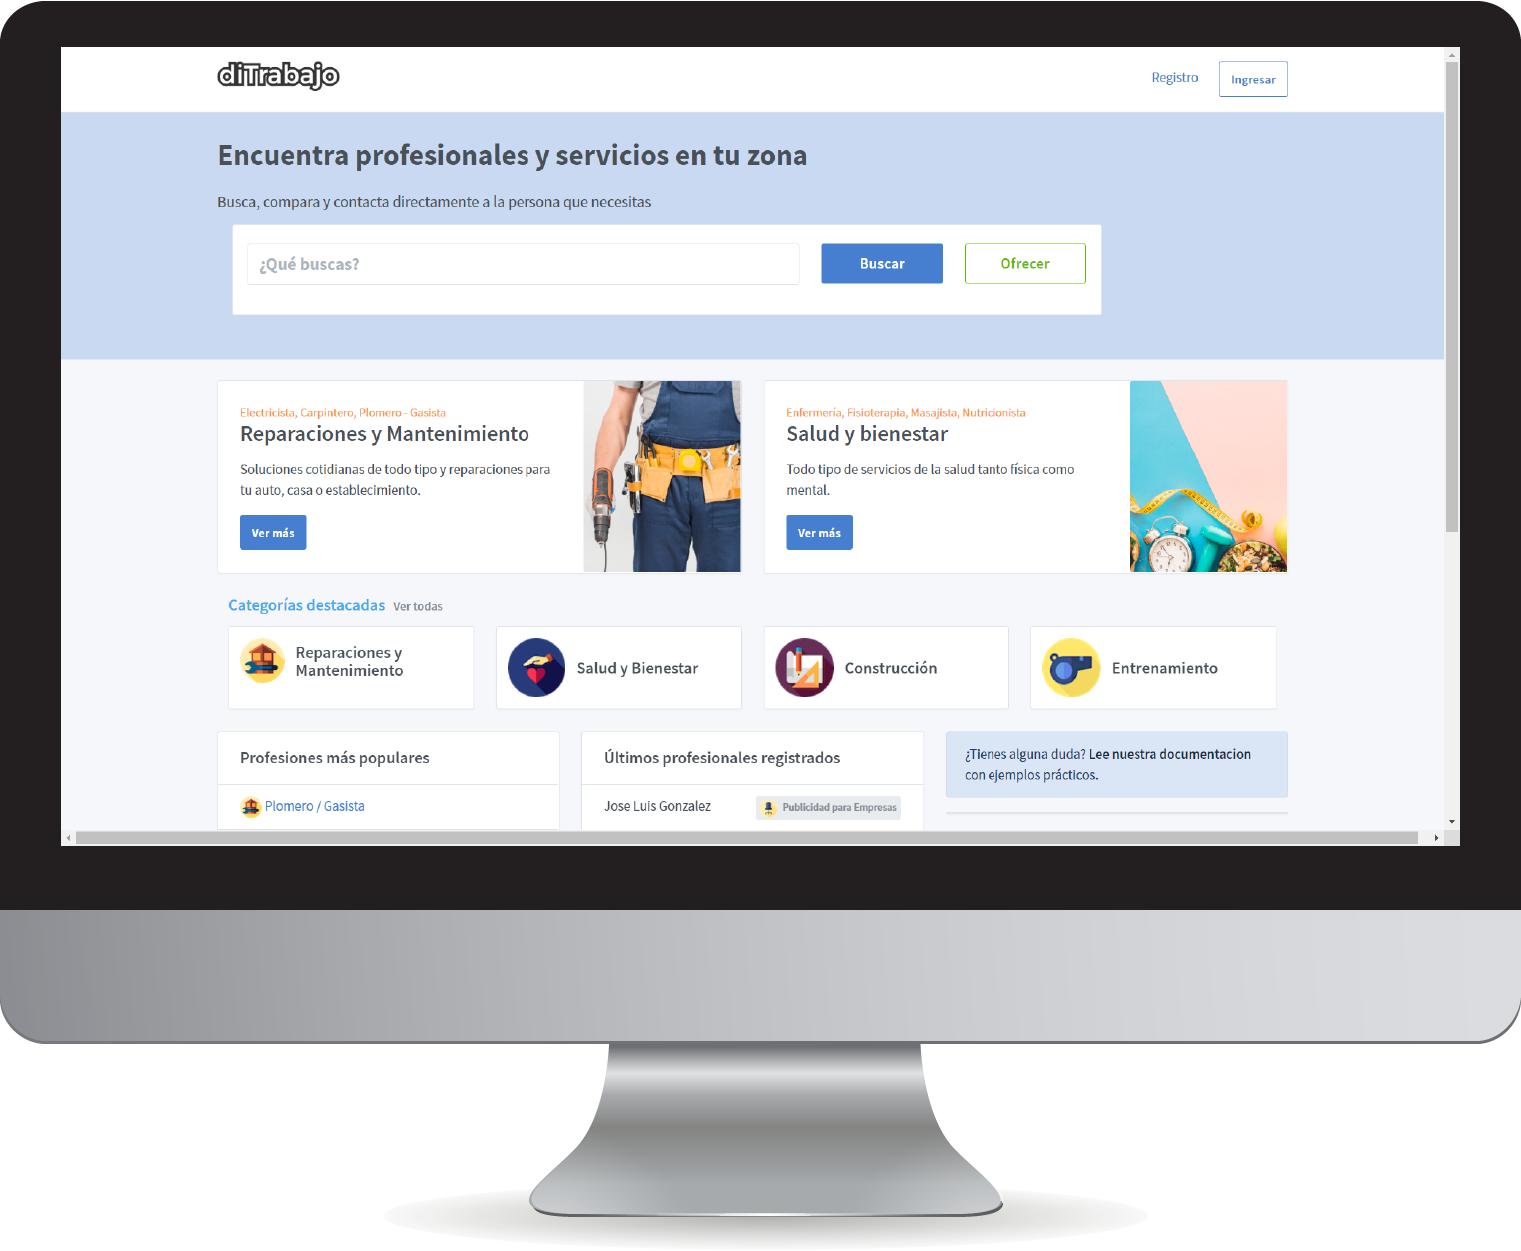 diTrabajo
Registro
Ingresar
Encuentra profesionales y servicios en tu zona
Busca, compara y contacta directamente a la persona que necesitas
¿Qué buscas?
Buscar
Ofrecer
Electricista, Carpintero, Plomero - Gasista
Reparaciones y Mantenimiento
Soluciones cotidianas de todo tipo y reparaciones para
tu auto, casa o establecimiento.
Ver más
Enfermería, Fisioterapia, Masajista, Nutricionista
Salud y bienestar
Todo tipo de servicios de la salud tanto física como
mental.
Ver más
Categorías destacadas Ver todas
Reparaciones y
Mantenimiento
Salud y Bienestar
Construcción
Entrenamiento
Profesiones más populares
Plomero / Gasista
Últimos profesionales registrados
Jose Luis Gonzalez
Publicidad para Empresas
¿Tienes alguna duda? Lee nuestra documentacion
con ejemplos prácticos.